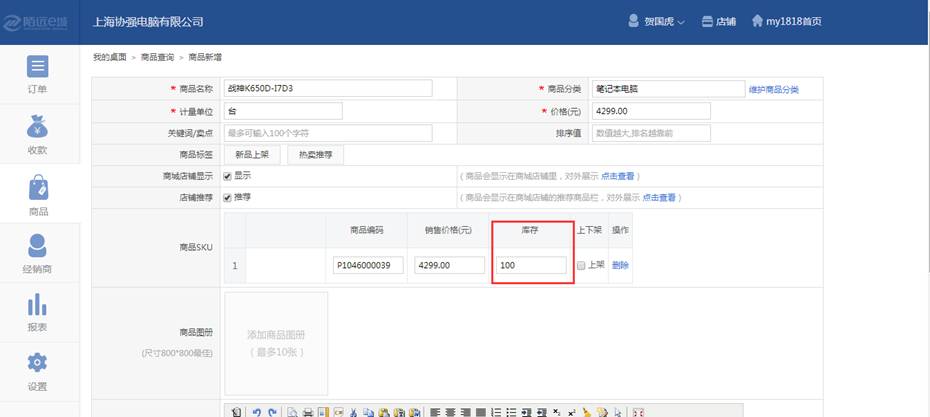 陌远e城
上海协强电脑有限公司
贺国虎 店铺 my1818首页
我的桌面 > 商品查询 > 商品新增
订单
收款
商品
经销商
报表
设置
* 商品名称 战神K650D-I7D3 * 商品分类 笔记本电脑 维护商品分类
* 计量单位 台 * 价格(元) 4299.00
关键词/卖点 最多可输入100个字符 排序值 数值越大,排名越靠前
商品标签 新品上架 热卖推荐
商城店铺显示 显示 （商品会显示在商城店铺里，对外展示 点击查看）
店铺推荐 推荐 （商品会显示在商城店铺的推荐商品栏，对外展示 点击查看）
商品SKU
商品编码 销售价格(元) 库存 上下架 操作
1 P1046000039 4299.00 100 上架 删除
商品图册
(尺寸800*800最佳)
添加商品图册
（最多10张）